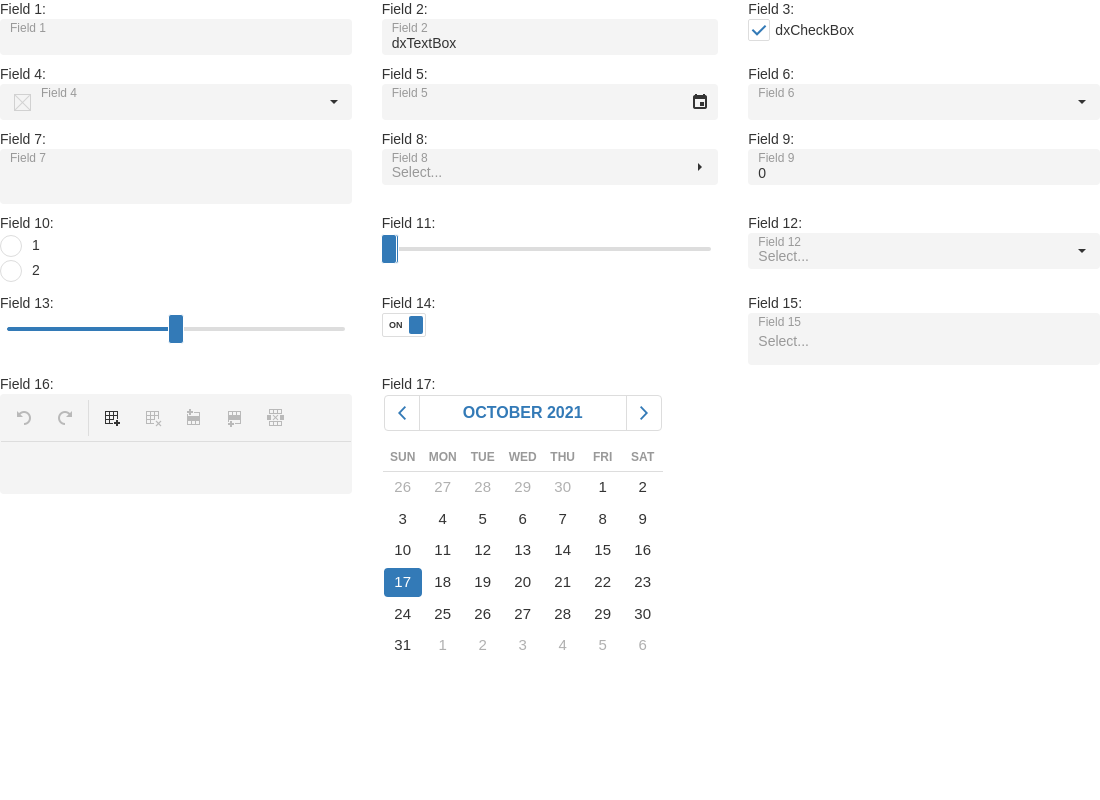 Field 1:
Field 1
Field 2:
Field 2
dxTextBox
Field 3:
dxCheckBox
Field 4:
Field 4
Field 5:
Field 5
Field 6:
Field 6
Field 7:
Field 7
Field 8:
Field 8
Select...
Field 9:
Field 9
0
Field 10:
1
2
Field 11:
Field 12:
Field 12
Select...
Field 13:
Field 14:
ON
Field 15:
Field 15
Select...
Field 16:
Field 17:
OCTOBER 2021
SUN MON TUE WED THU FRI SAT
26 27 28 29 30 1 2
3 4 5 6 7 8 9
10 11 12 13 14 15 16
17 18 19 20 21 22 23
24 25 26 27 28 29 30
31 1 2 3 4 5 6